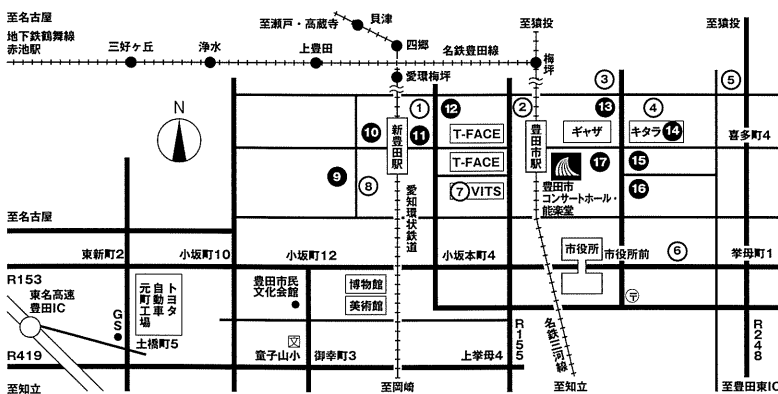 至名古屋
地下鉄鶴舞線
赤池駅
三好ヶ丘
浄水
上豊田
至瀬戸・高蔵寺
貝津
四郷
名鉄豊田線
愛環梅坪
至猿投
梅坪
至猿投
N
①
⑫
②
③
⑬
④
⑤
⑩
⑪
新豊田駅
T-FACE
豊田市駅
ギャザ
キタラ
⑭
喜多町4
T-FACE
⑰
⑮
⑨
⑧
⑦
VITS
⑯
豊田市
コンサートホール・
能楽堂
愛知環状鉄道
至名古屋
東新町2
小坂町10
小坂町12
小坂本町4
市役所
市役所前
⑥
挙母町1
R153
東名高速
豊田IC
トヨタ
自動車
元町工場
GS
土橋町5
豊田市民
文化会館
博物館
美術館
〒
文
童子山小
御幸町3
上挙母4
R155
名鉄三河線
R248
R419
至知立
至岡崎
至知立
至豊田東IC